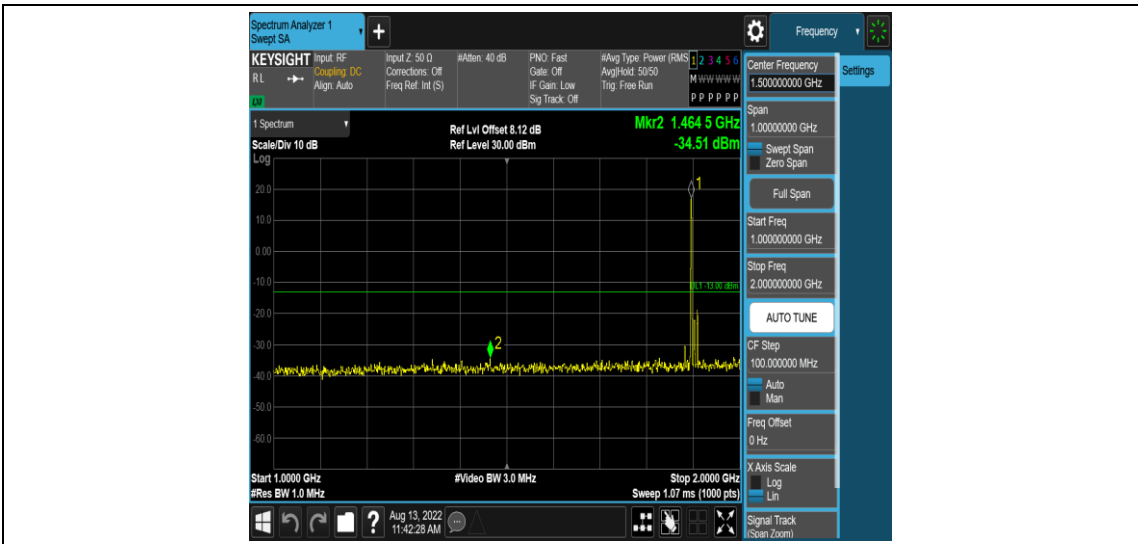 Spectrum Analyzer 1
Swept SA
+
Frequency
KEYSIGHT
RL
LXI
Input: RF
Coupling: DC
Align: Auto
Input Z: 50 Ω
Corrections: Off
Freq Ref: Int (S)
#Atten: 40 dB
PNO: Fast
Gate: Off
IF Gain: Low
Sig Track: Off
#Avg Type: Power (RMS
Avg|Hold: 50/50
Trig: Free Run
1 2 3 4 5 6
M W W W W W
P P P P P P
1 Spectrum
Scale/Div 10 dB
Ref Lvl Offset 8.12 dB
Ref Level 30.00 dBm
Mkr2 1.464 5 GHz
-34.51 dBm
Log
1
20.0
10.0
0.00
-10.0
DL1 -13.00 dBm
-20.0
-30.0
2
-40.0
-50.0
-60.0
Start 1.0000 GHz
#Video BW 3.0 MHz
Stop 2.0000 GHz
#Res BW 1.0 MHz
Sweep 1.07 ms (1000 pts)
?
Aug 13, 2022
11:42:28 AM
Center Frequency
1.500000000 GHz
Settings
Span
1.00000000 GHz
Swept Span
Zero Span
Full Span
Start Freq
1.000000000 GHz
Stop Freq
2.000000000 GHz
AUTO TUNE
CF Step
100.000000 MHz
Auto
Man
Freq Offset
0 Hz
X Axis Scale
Log
Lin
Signal Track
(Span Zoom)